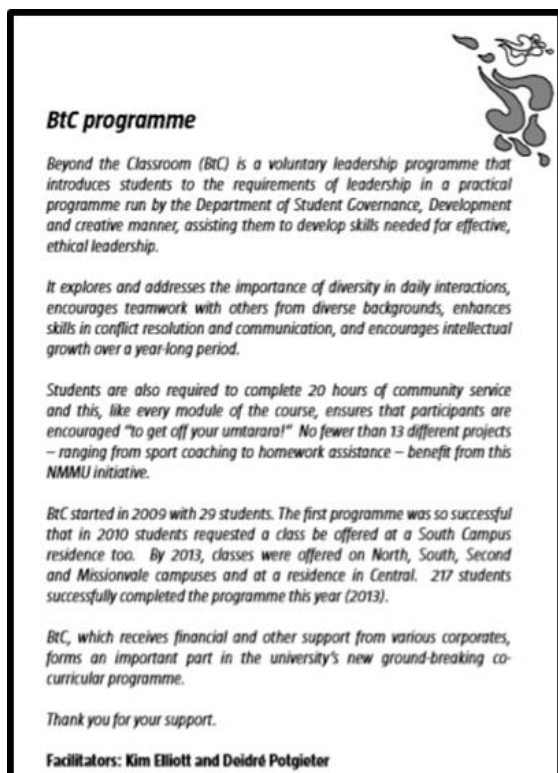 BtC programme
Beyond the Classroom (BtC) is a voluntary leadership programme that
introduces students to the requirements of leadership in a practical
programme run by the Department of Student Governance, Development
and creative manner, assisting them to develop skills needed for effective,
ethical leadership.
It explores and addresses the importance of diversity in daily interactions,
encourages teamwork with others from diverse backgrounds, enhances
skills in conflict resolution and communication, and encourages intellectual
growth over a year-long period.
Students are also required to complete 20 hours of community service
and this, like every module of the course, ensures that participants are
encouraged "to get off your umtarara!" No fewer than 13 different projects
– ranging from sport coaching to homework assistance – benefit from this
NMMU initiative.
BtC started in 2009 with 29 students. The first programme was so successful
that in 2010 students requested a class be offered at a South Campus
residence too. By 2013, classes were offered on North, South, Second
and Missionvale campuses and at a residence in Central. 217 students
successfully completed the programme this year (2013).
BtC, which receives financial and other support from various corporates,
forms an important part in the university's new ground-breaking co-
curricular programme.
Thank you for your support.
Facilitators: Kim Elliott and Deidré Potgieter